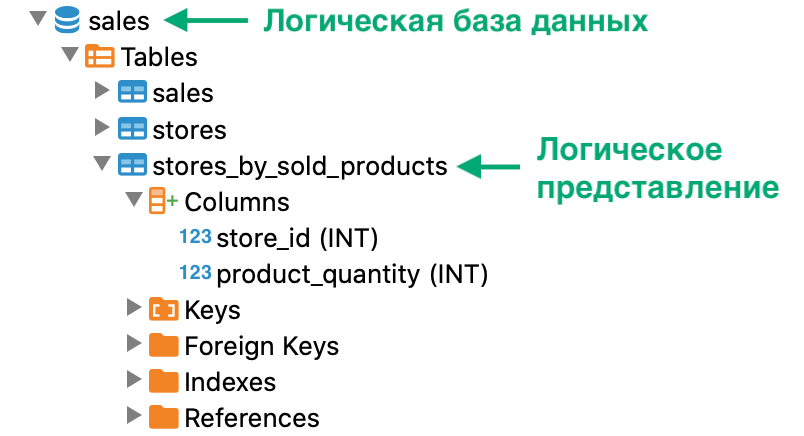 sales
Логическая база данных
Tables
sales
stores
stores_by_sold_products
Логическое
представление
Columns
123 store_id (INT)
123 product_quantity (INT)
Keys
Foreign Keys
Indexes
References